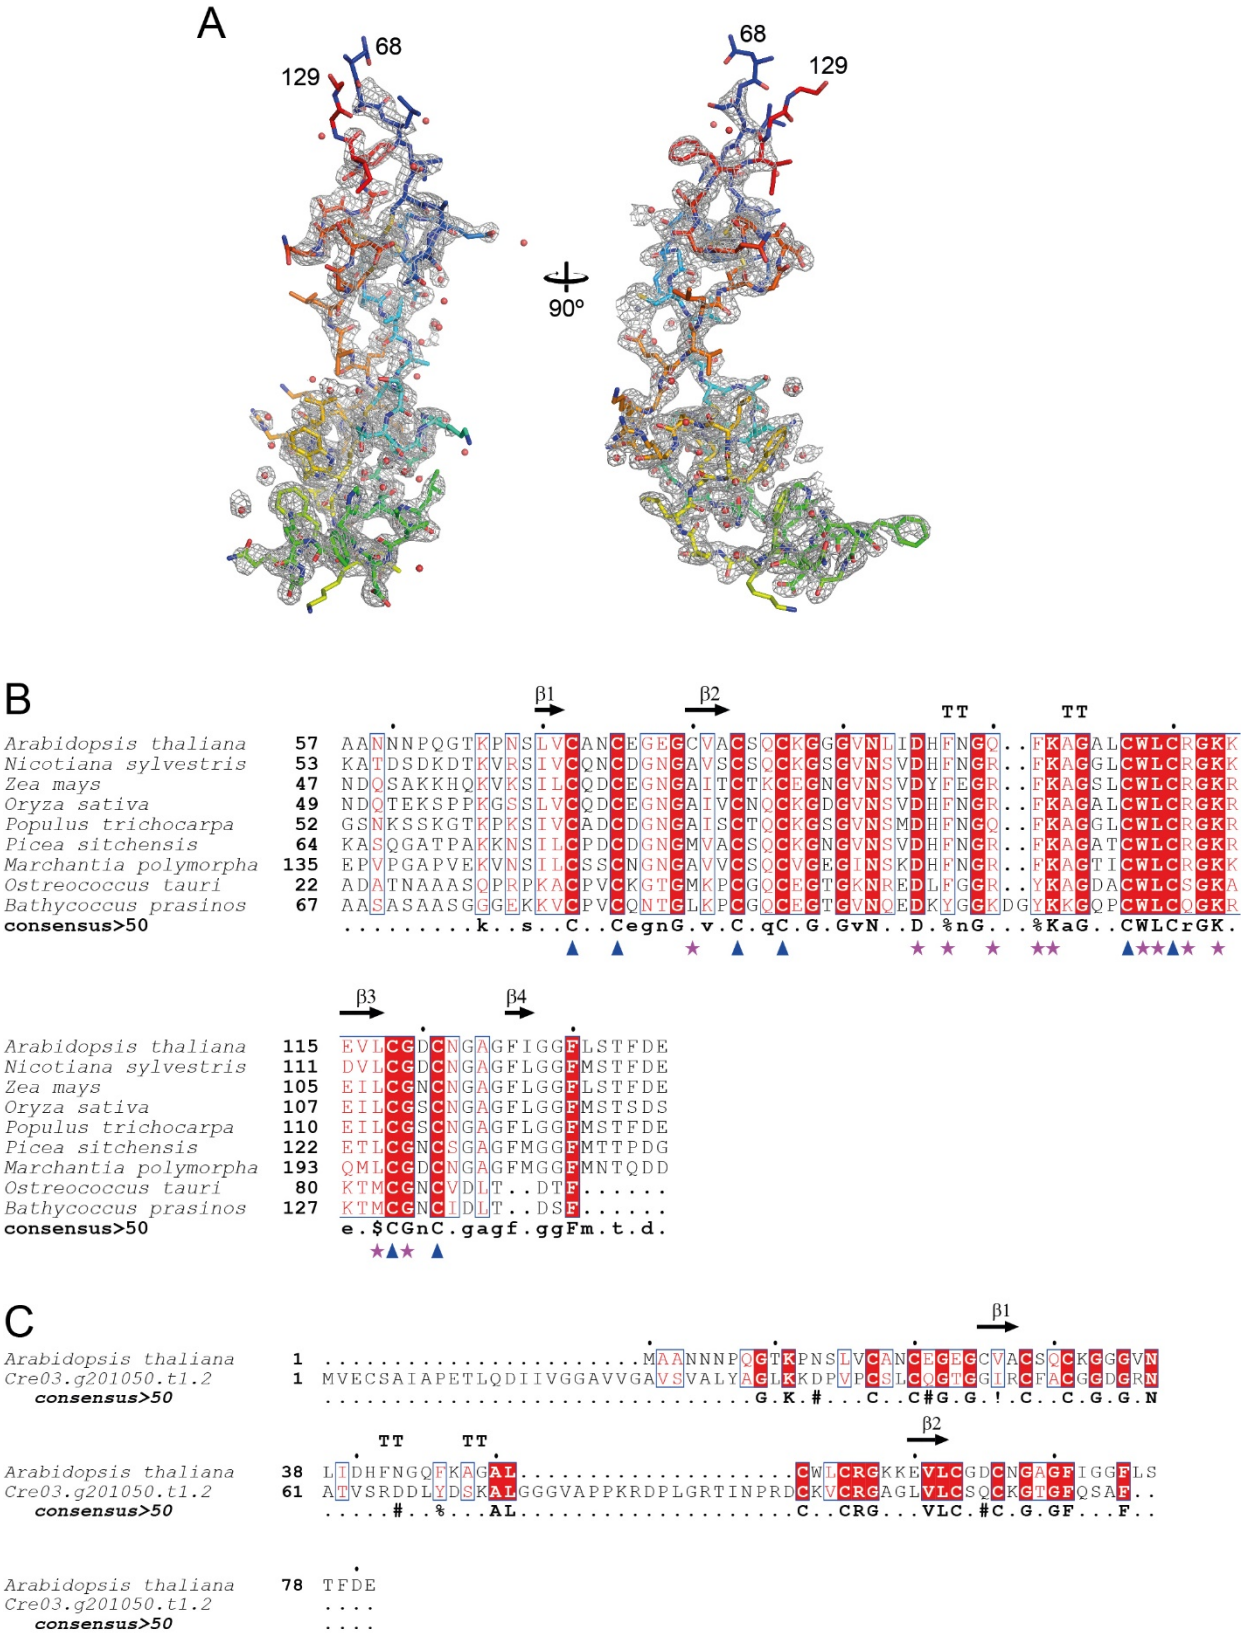 A
68
129
68
129
90º
B
β1 β2 TT TT
Arabidopsis thaliana 57 AANNNPQGTKPNSLVCANCEGEGCVACSQCKGGGVNLIDHFNGQ..FKAGALCWLCRGKK
Nicotiana sylvestris 53 KATDSDKDTKVRSIVCQNCDGNGAVSCSQCKGNGVNSVDHFNGR..FKAGGLCWLCRGKK
Zea mays 47 NDQSAKKHQKVKSILCQDCEGNGAITCTKCEGNGVNSVDYFEGR..FKAGSLCWLCRGKR
Oryza sativa 49 NDQTEKSPPKGSSLVCQDCEGNGAIVCNQCKGDGVNSVDHFNGR..FKAGALCWLCRGKR
Populus trichocarpa 52 GSNKSSKGTKPKSIVCADCDGNGAISCTQCKGSGVNSMDHFNGQ..FKAGGLCWLCRGKR
Picea sitchensis 64 KASQGATPAKKNSILCPDCDGNGMVACSQCKGSGVNSVDHFNGR..FKAGGLCWLCRGKR
Marchantia polymorpha 135 EPVPGAPVEKVNSILCSSCNGNGAVVCSQCVGEGINSKDHFNGR..FKAGTICWLCRGKK
Ostreococcus tauri 22 ADATNAAASQPRPKACPVCKGTGMKPCGQCEGTGKNREDLFGGR..YKAGDACWLCSGKA
Bathycoccus prasinos 67 AASASAASGGGEKKVCPVCQNTGLKPCGQCEGTGVNQEDKYGGKDGYKKGQPCWLCQGKR
consensus>50 .........k..s..C..CegnG.v.C.qC.G.GvN..D.%nG...%KaG..CWLCrGK.
β3 β4
Arabidopsis thaliana 115 EVLCGDCNGAGFIGGFLSTFDE
Nicotiana sylvestris 111 DVLCGDCNGAGFLGGFMSTFDE
Zea mays 105 EILCGNCNGAGFLGGFLSTFDE
Oryza sativa 107 EILCGSCNGAGFLGGFMSTSDS
Populus trichocarpa 110 EILCGSCNGAGFLGGFMSTFDE
Picea sitchensis 122 ETLCGNCSGAGFMGGFMTTPDG
Marchantia polymorpha 193 QMLCGDCNGAGFMGGFMNTQDD
Ostreococcus tauri 80 KTMCGNCVDLT..DTF......
Bathycoccus prasinos 127 KTMCGNCIDLT..DSF......
consensus>50 e.$CGnC.gagf.ggFm.t.d.
C
β1
Arabidopsis thaliana 1 .......................MAANNNPQGTKPNSLVCANCEGEGCVACSQCKGGGVN
Cre03.g201050.t1.2 1 MVECSAIAPETLQDIIVGGAVVGAVSVALYAGLKKDPVPCSLCQGTGGIRCFACGGDGRN
consensus>50 ...............................G.K.#...C..C#G.G.!.C..C.G.G.N
TT TT β2
Arabidopsis thaliana 38 LIDHFNGQFKAGAL....................CWLCRGKKEVLCGDCNGAGFIGGFLS
Cre03.g201050.t1.2 61 ATVSRDDLYDSKALGGGVAPPKRDPLGRTINPRDCKVCRGAGLVLCSQCKGTGFQSAF..
consensus>50 .....#..%...AL....................C..CRG...VLC.#C.G.GF...F..
Arabidopsis thaliana 78 TFDE
Cre03.g201050.t1.2 ....
consensus>50 ....